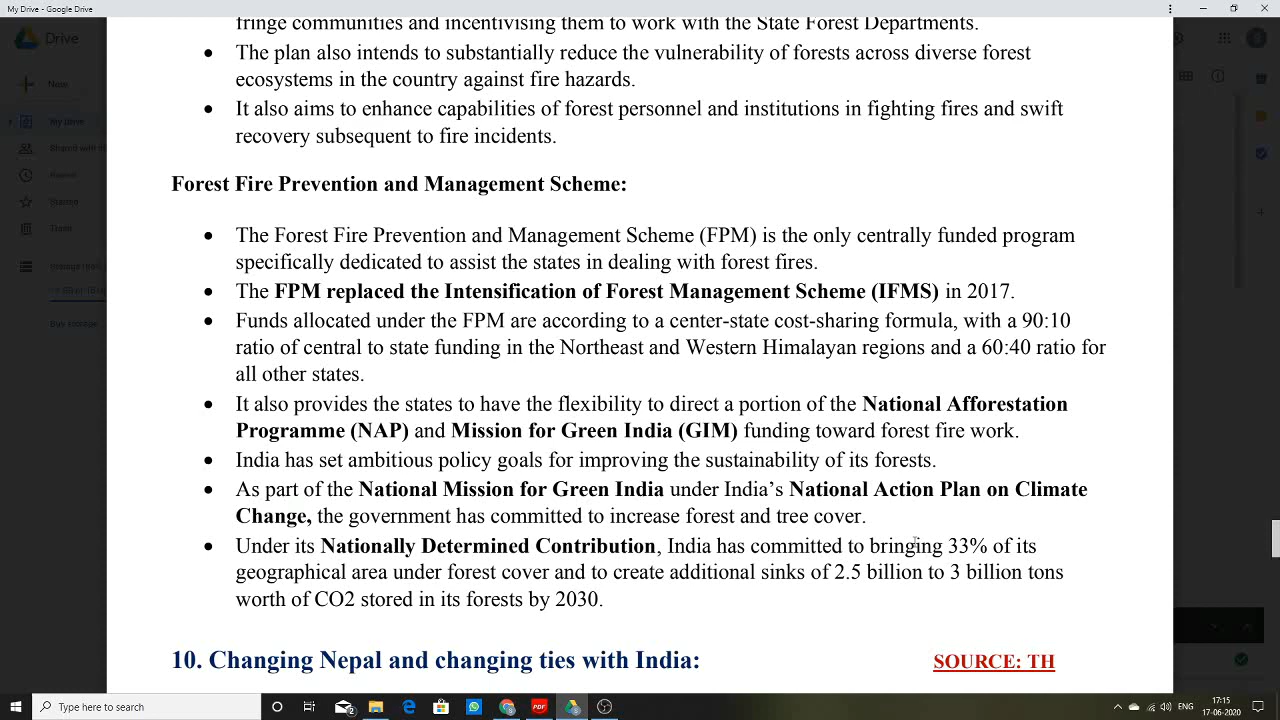 My Drive - Google Drive
fringe communities and incentivising them to work with the State Forest Departments.
Drive
• The plan also intends to substantially reduce the vulnerability of forests across diverse forest
ecosystems in the country against fire hazards.
New
• It also aims to enhance capabilities of forest personnel and institutions in fighting fires and swift
recovery subsequent to fire incidents.
My Drive
Shared with
Recent
Forest Fire Prevention and Management Scheme:
Starred
Trash
• The Forest Fire Prevention and Management Scheme (FPM) is the only centrally funded program
specifically dedicated to assist the states in dealing with forest fires.
Storage
• The FPM replaced the Intensification of Forest Management Scheme (IFMS) in 2017.
• Funds allocated under the FPM are according to a center-state cost-sharing formula, with a 90:10
Buy storage
ratio of central to state funding in the Northeast and Western Himalayan regions and a 60:40 ratio for
all other states.
• It also provides the states to have the flexibility to direct a portion of the National Afforestation
Programme (NAP) and Mission for Green India (GIM) funding toward forest fire work.
• India has set ambitious policy goals for improving the sustainability of its forests.
• As part of the National Mission for Green India under India’s National Action Plan on Climate
Change, the government has committed to increase forest and tree cover.
• Under its Nationally Determined Contribution, India has committed to bringing 33% of its
geographical area under forest cover and to create additional sinks of 2.5 billion to 3 billion tons
worth of CO2 stored in its forests by 2030.
10. Changing Nepal and changing ties with India: SOURCE: TH
Type here to search
17:15
17-06-2020